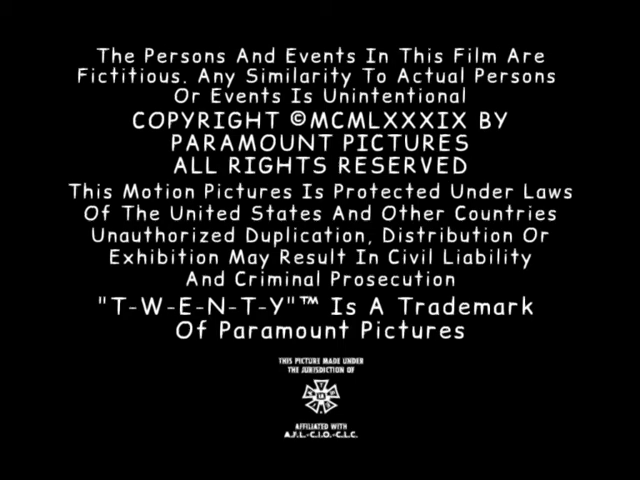 The Persons And Events In This Film Are
Fictitious. Any Similarity To Actual Persons
Or Events Is Unintentional
COPYRIGHT ©MCMLXXXIX BY
PARAMOUNT PICTURES
ALL RIGHTS RESERVED
This Motion Pictures Is Protected Under Laws
Of The United States And Other Countries
Unauthorized Duplication, Distribution Or
Exhibition May Result In Civil Liability
And Criminal Prosecution
"T-W-E-N-T-Y"™ Is A Trademark
Of Paramount Pictures
THIS PICTURE MADE UNDER
THE JURISDICTION OF
AFFILIATED WITH
A.F.L.-C.I.O.-C.L.C.